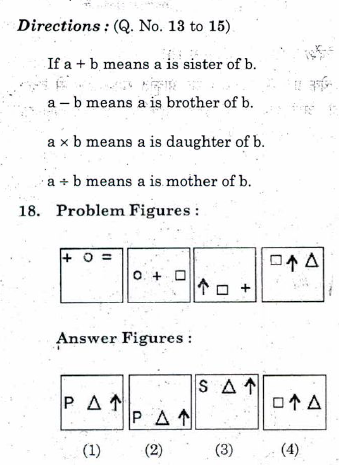 Directions : (Q. No. 13 to 15)
If a + b means a is sister of b.
a – b means a is brother of b.
a × b means a is daughter of b.
a ÷ b means a is mother of b.
18. Problem Figures :
+ ○ =
○ + □
↑ □ +
□ ↑ △
Answer Figures :
P △ ↑
P △ ↑
S △ ↑
□ ↑ △
(1) (2) (3) (4)